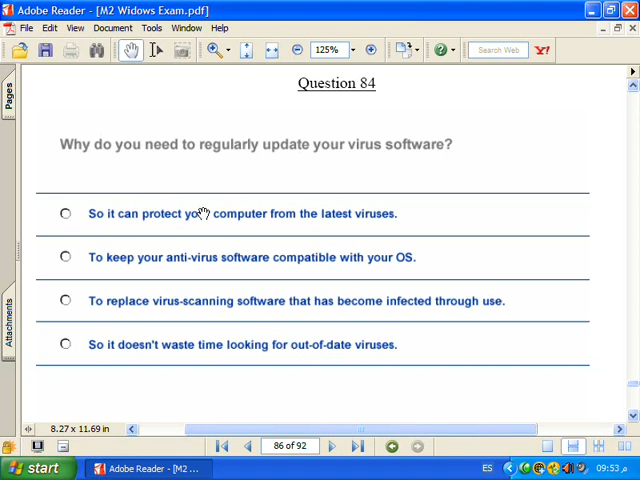 Adobe Reader - [M2 Widows Exam.pdf]
File Edit View Document Tools Window Help
125%
Search Web
Y!
Pages
Attachments
Question 84
Why do you need to regularly update your virus software?
So it can protect your computer from the latest viruses.
To keep your anti-virus software compatible with your OS.
To replace virus-scanning software that has become infected through use.
So it doesn't waste time looking for out-of-date viruses.
8.27 x 11.69 in
86 of 92
start
Adobe Reader - [M2 ...
ES
09:53 م